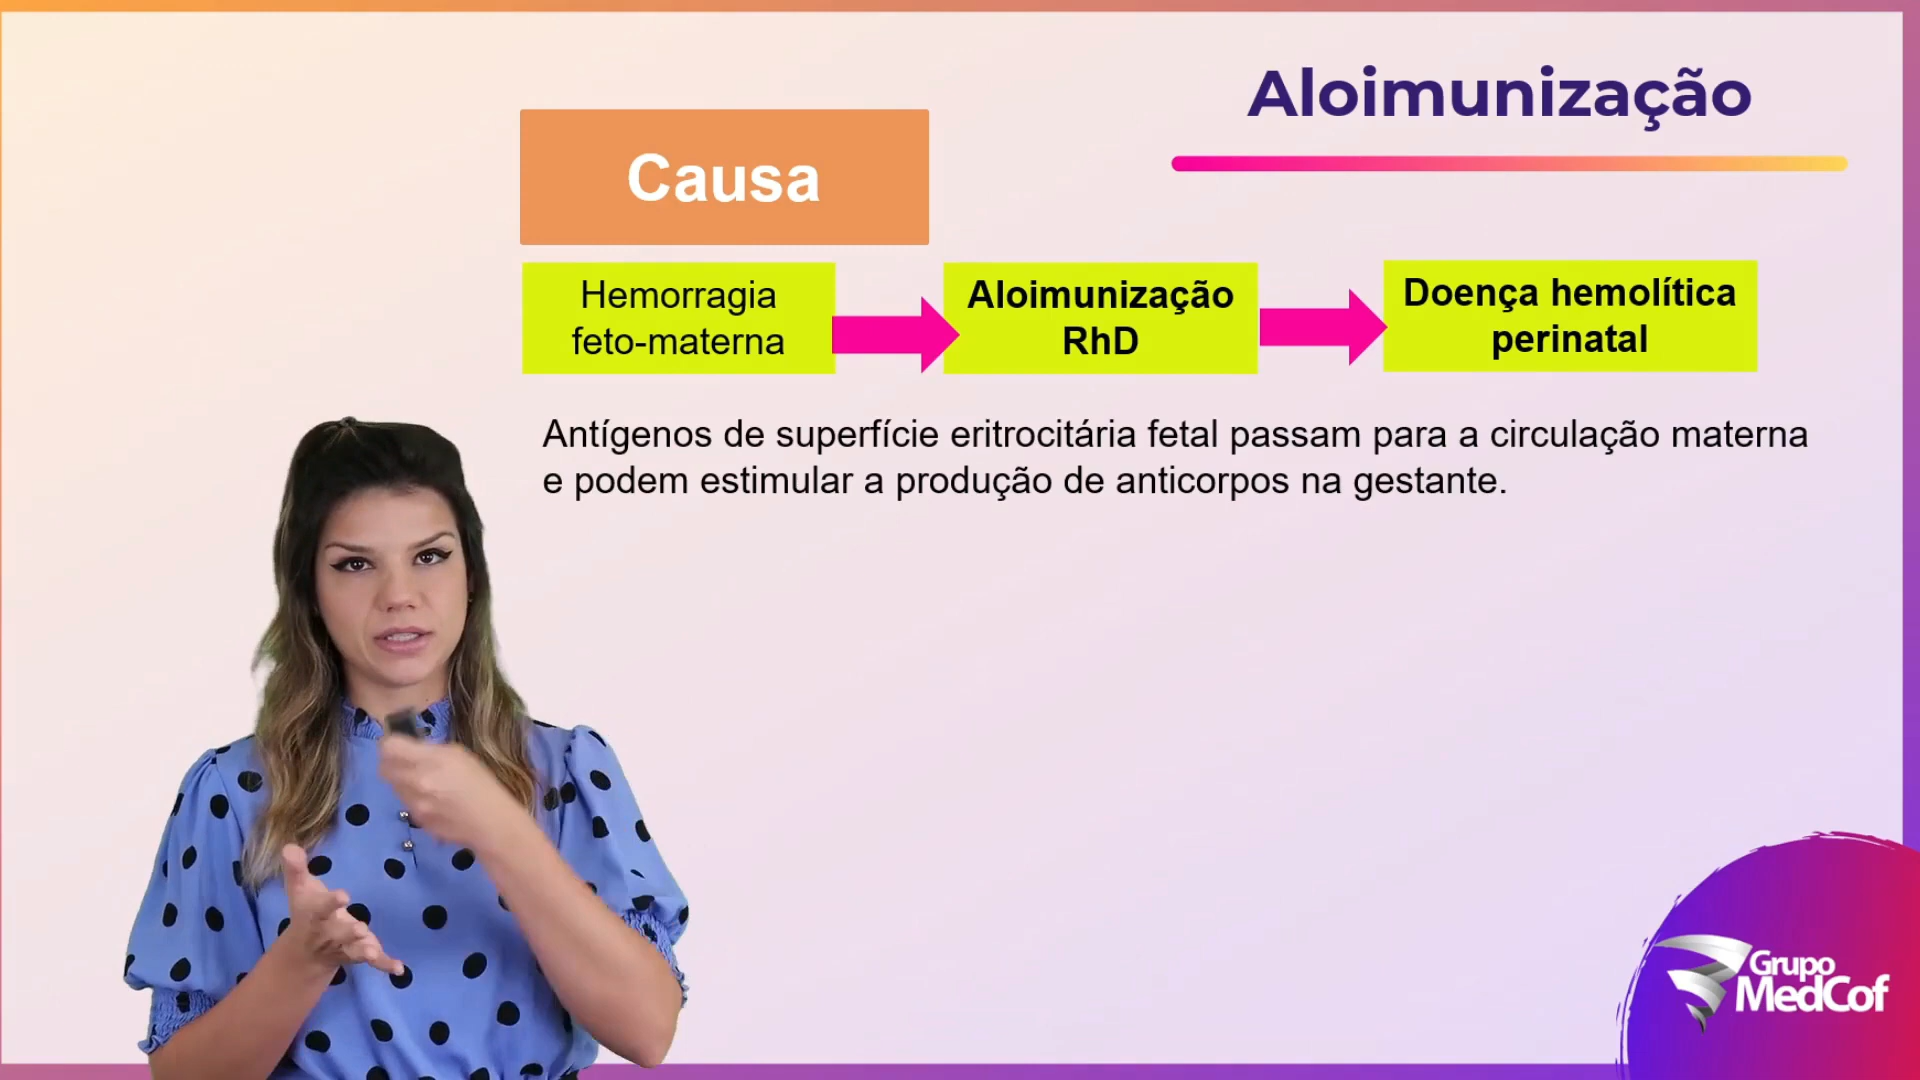 Aloimunização
Causa
Hemorragia
feto-materna
Aloimunização
RhD
Doença hemolítica
perinatal
Antígenos de superfície eritrocitária fetal passam para a circulação materna
e podem estimular a produção de anticorpos na gestante.
Grupo
MedCof